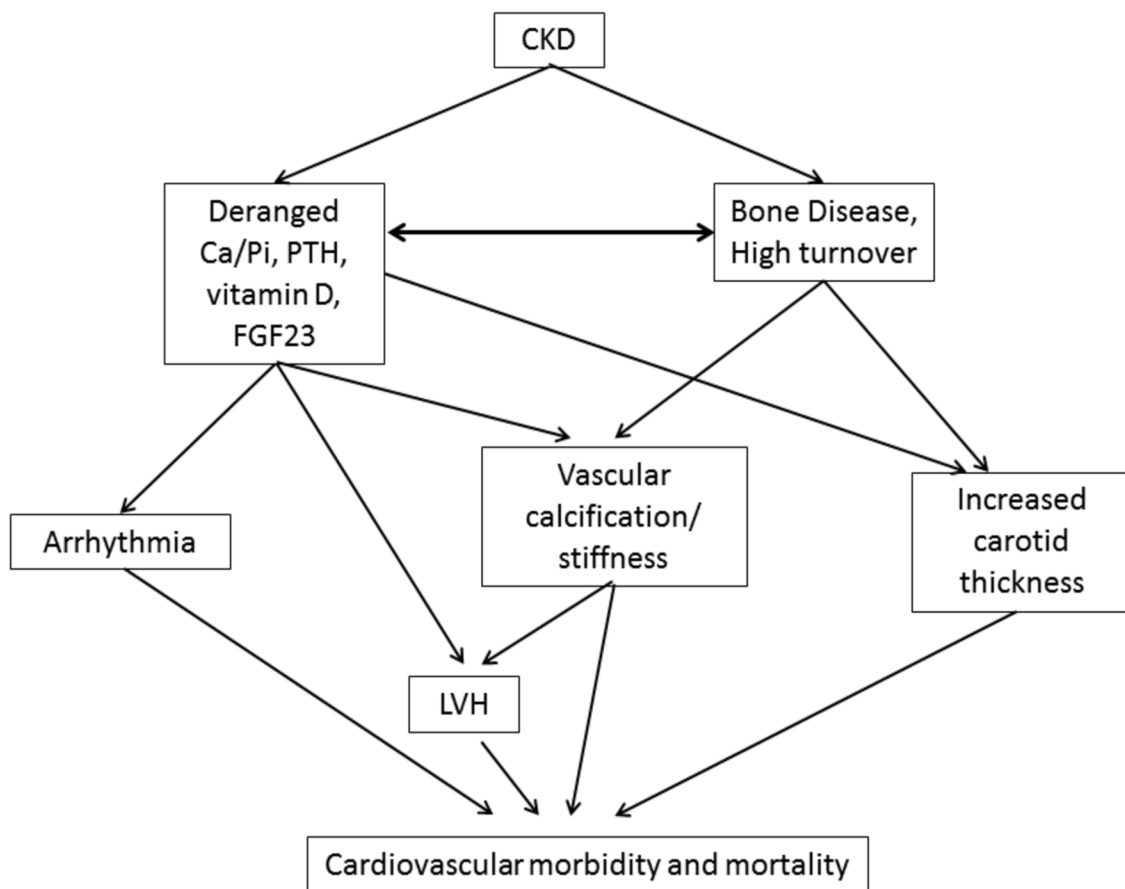 CKD
Deranged
Ca/Pi, PTH,
vitamin D,
FGF23
Bone Disease,
High turnover
Arrhythmia
Vascular
calcification/
stiffness
Increased
carotid
thickness
LVH
Cardiovascular morbidity and mortality